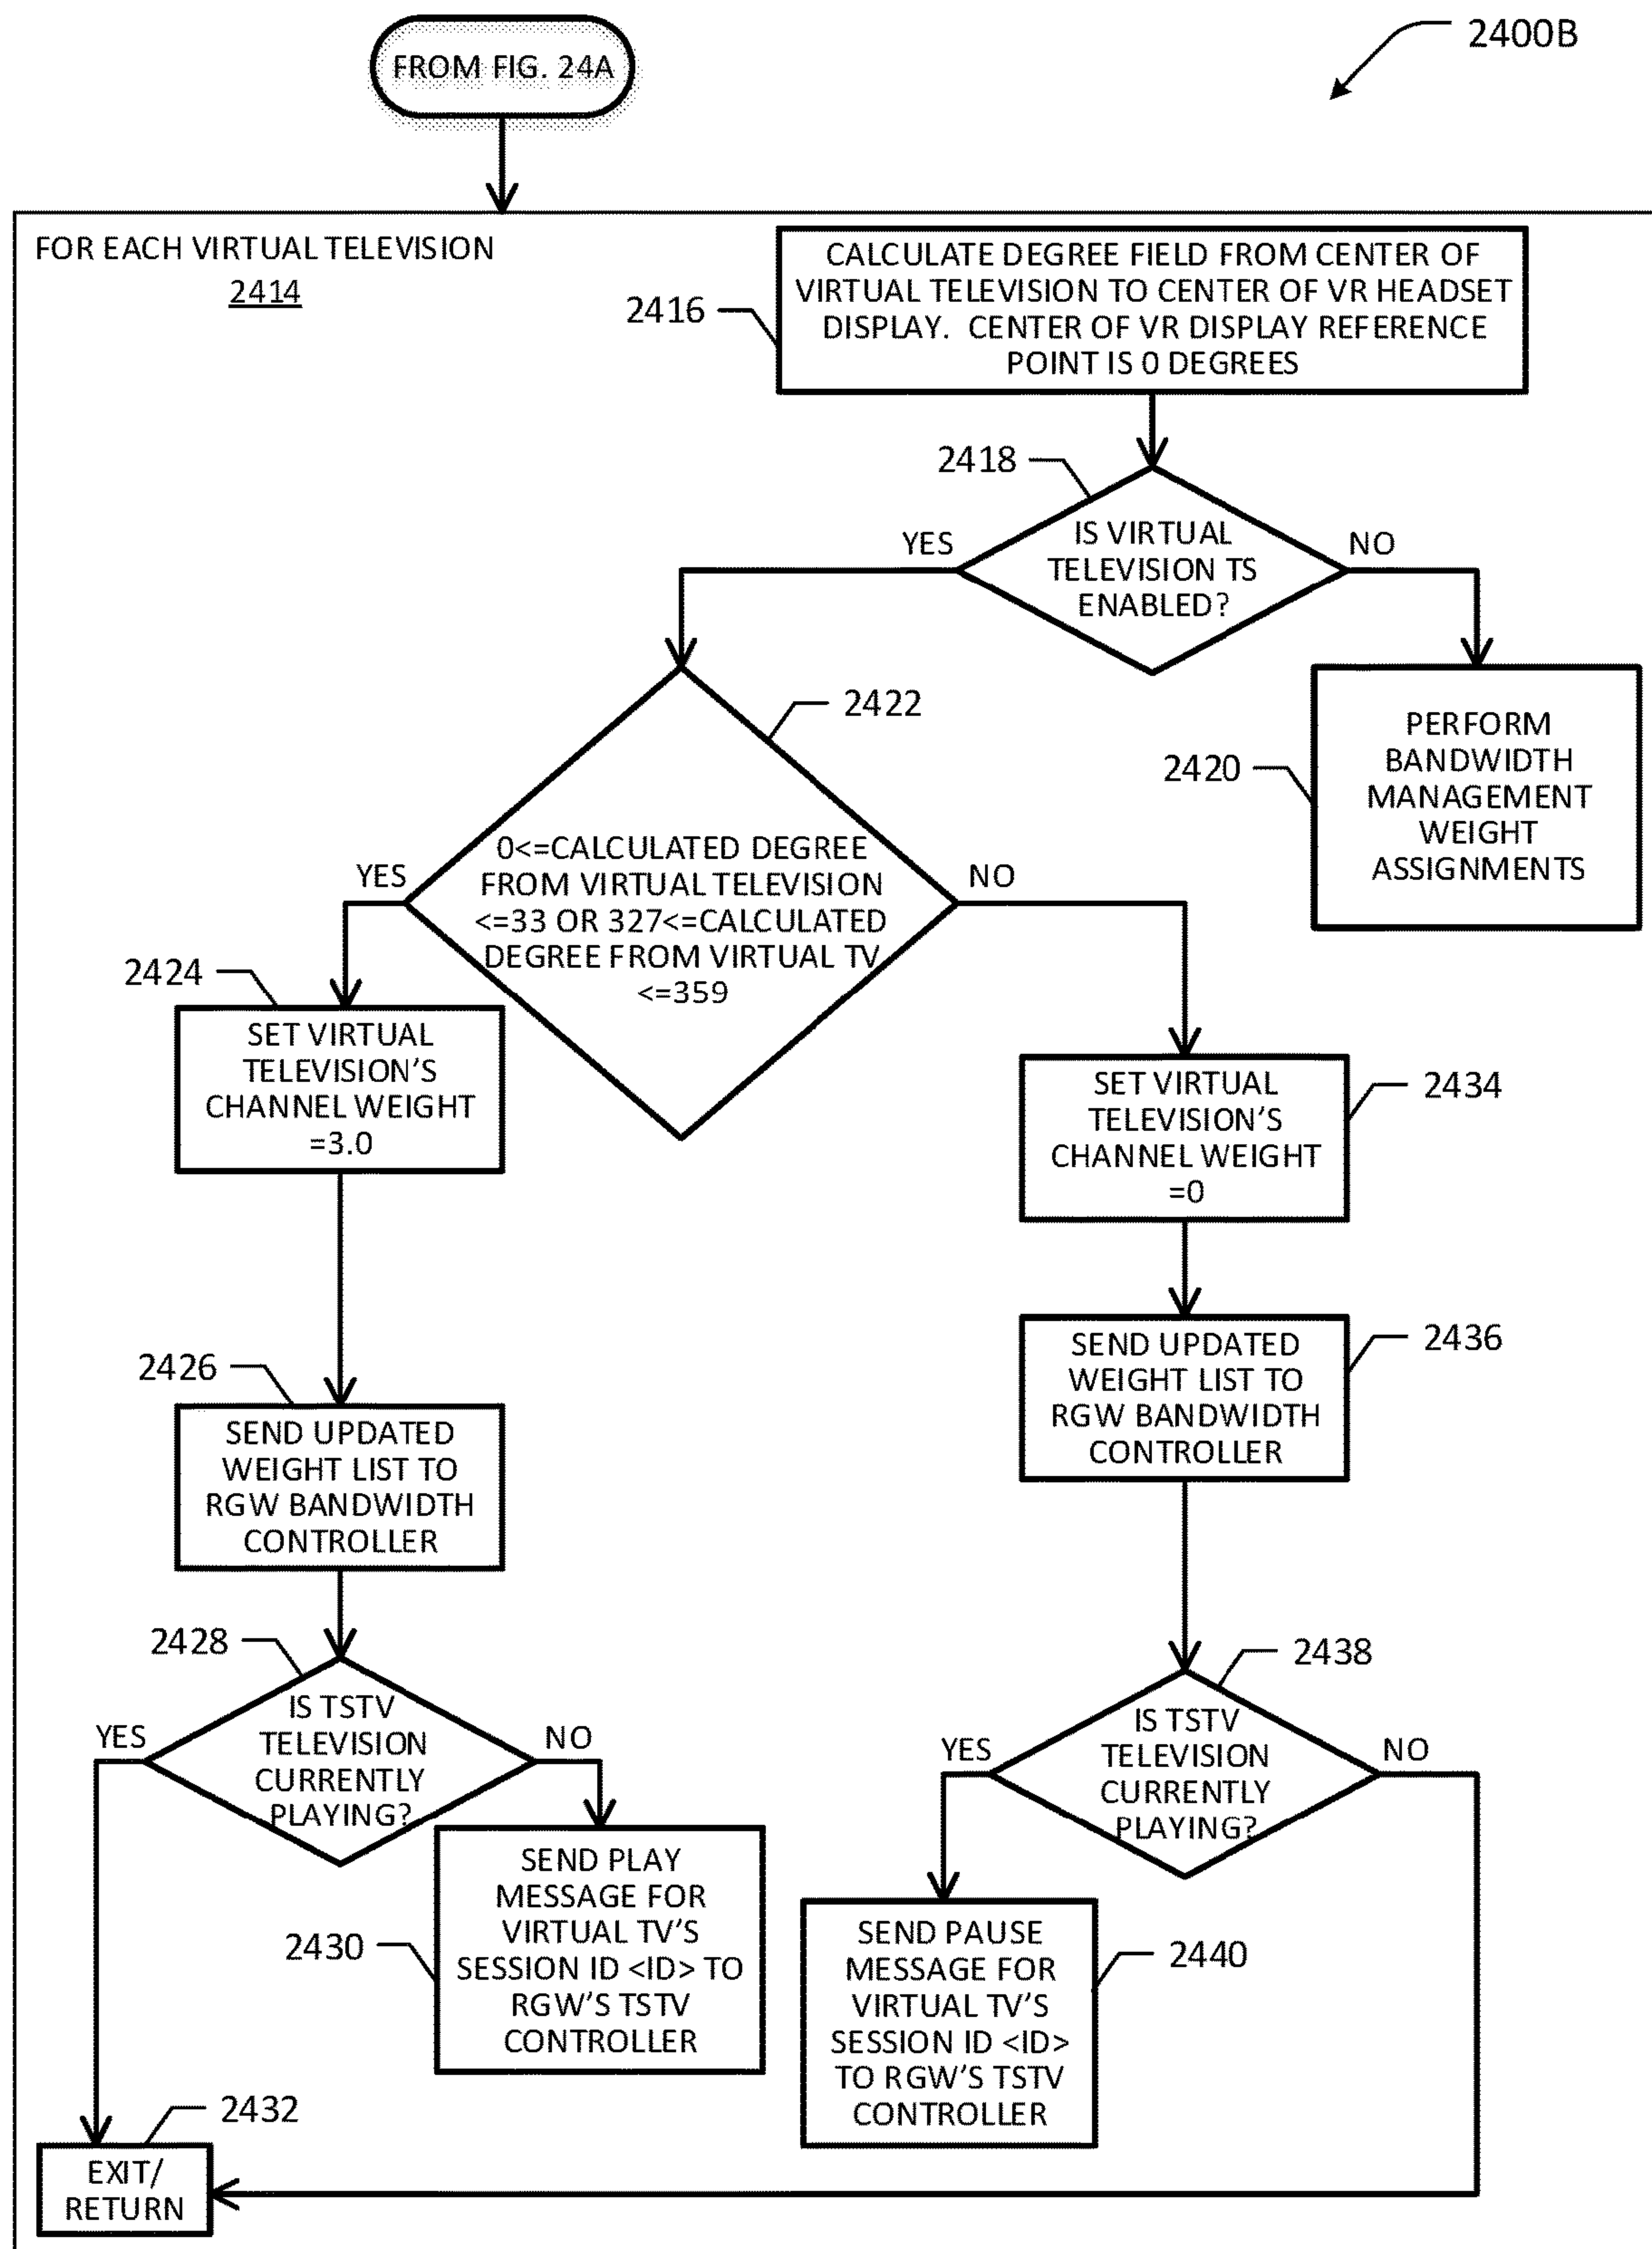 2400B
FROM FIG. 24A
FOR EACH VIRTUAL TELEVISION
2414
CALCULATE DEGREE FIELD FROM CENTER OF
VIRTUAL TELEVISION TO CENTER OF VR HEADSET
DISPLAY. CENTER OF VR DISPLAY REFERENCE
POINT IS 0 DEGREES
2416
2418
IS VIRTUAL
TELEVISION TS
ENABLED?
YES
NO
2420
PERFORM
BANDWIDTH
MANAGEMENT
WEIGHT
ASSIGNMENTS
2422
0<=CALCULATED DEGREE
FROM VIRTUAL TELEVISION
<=33 OR 327<=CALCULATED
DEGREE FROM VIRTUAL TV
<=359
YES
NO
2424
SET VIRTUAL
TELEVISION'S
CHANNEL WEIGHT
=3.0
2434
SET VIRTUAL
TELEVISION'S
CHANNEL WEIGHT
=0
2426
SEND UPDATED
WEIGHT LIST TO
RGW BANDWIDTH
CONTROLLER
2436
SEND UPDATED
WEIGHT LIST TO
RGW BANDWIDTH
CONTROLLER
2428
IS TSTV
TELEVISION
CURRENTLY
PLAYING?
YES
NO
2438
IS TSTV
TELEVISION
CURRENTLY
PLAYING?
YES
NO
2430
SEND PLAY
MESSAGE FOR
VIRTUAL TV'S
SESSION ID <ID> TO
RGW'S TSTV
CONTROLLER
2440
SEND PAUSE
MESSAGE FOR
VIRTUAL TV'S
SESSION ID <ID>
TO RGW'S TSTV
CONTROLLER
2432
EXIT/
RETURN